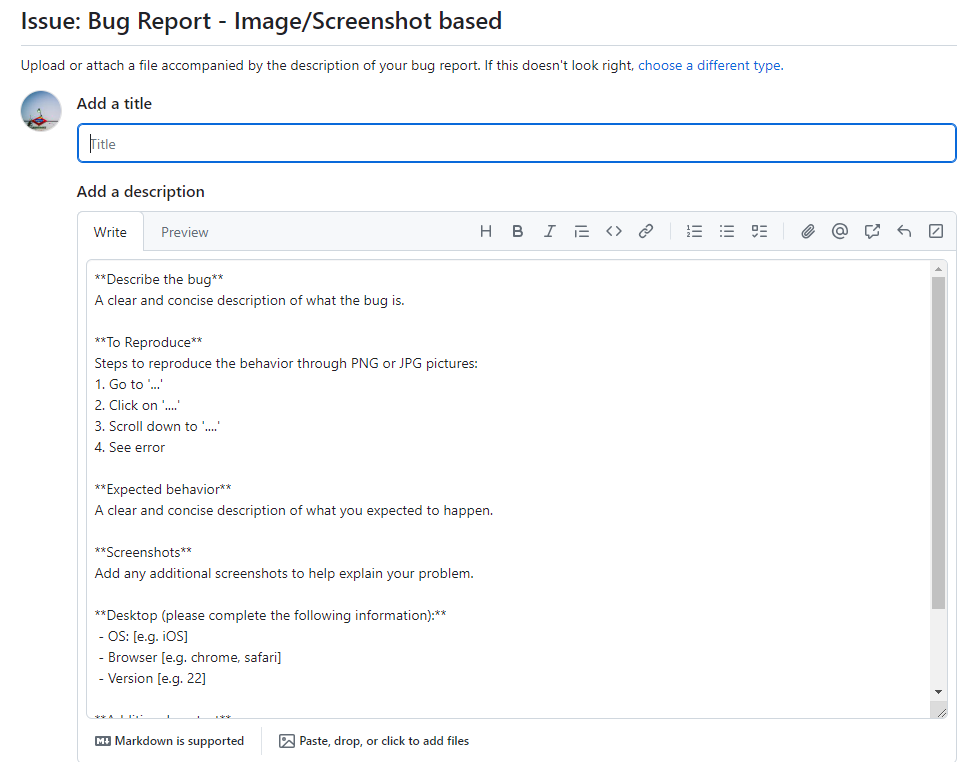 Issue: Bug Report - Image/Screenshot based
Upload or attach a file accompanied by the description of your bug report. If this doesn't look right, choose a different type.
Add a title
Title
Add a description
Write Preview
**Describe the bug**
A clear and concise description of what the bug is.
**To Reproduce**
Steps to reproduce the behavior through PNG or JPG pictures:
1. Go to '...'
2. Click on '....'
3. Scroll down to '....'
4. See error
**Expected behavior**
A clear and concise description of what you expected to happen.
**Screenshots**
Add any additional screenshots to help explain your problem.
**Desktop (please complete the following information):**
- OS: [e.g. iOS]
- Browser [e.g. chrome, safari]
- Version [e.g. 22]
Markdown is supported
Paste, drop, or click to add files